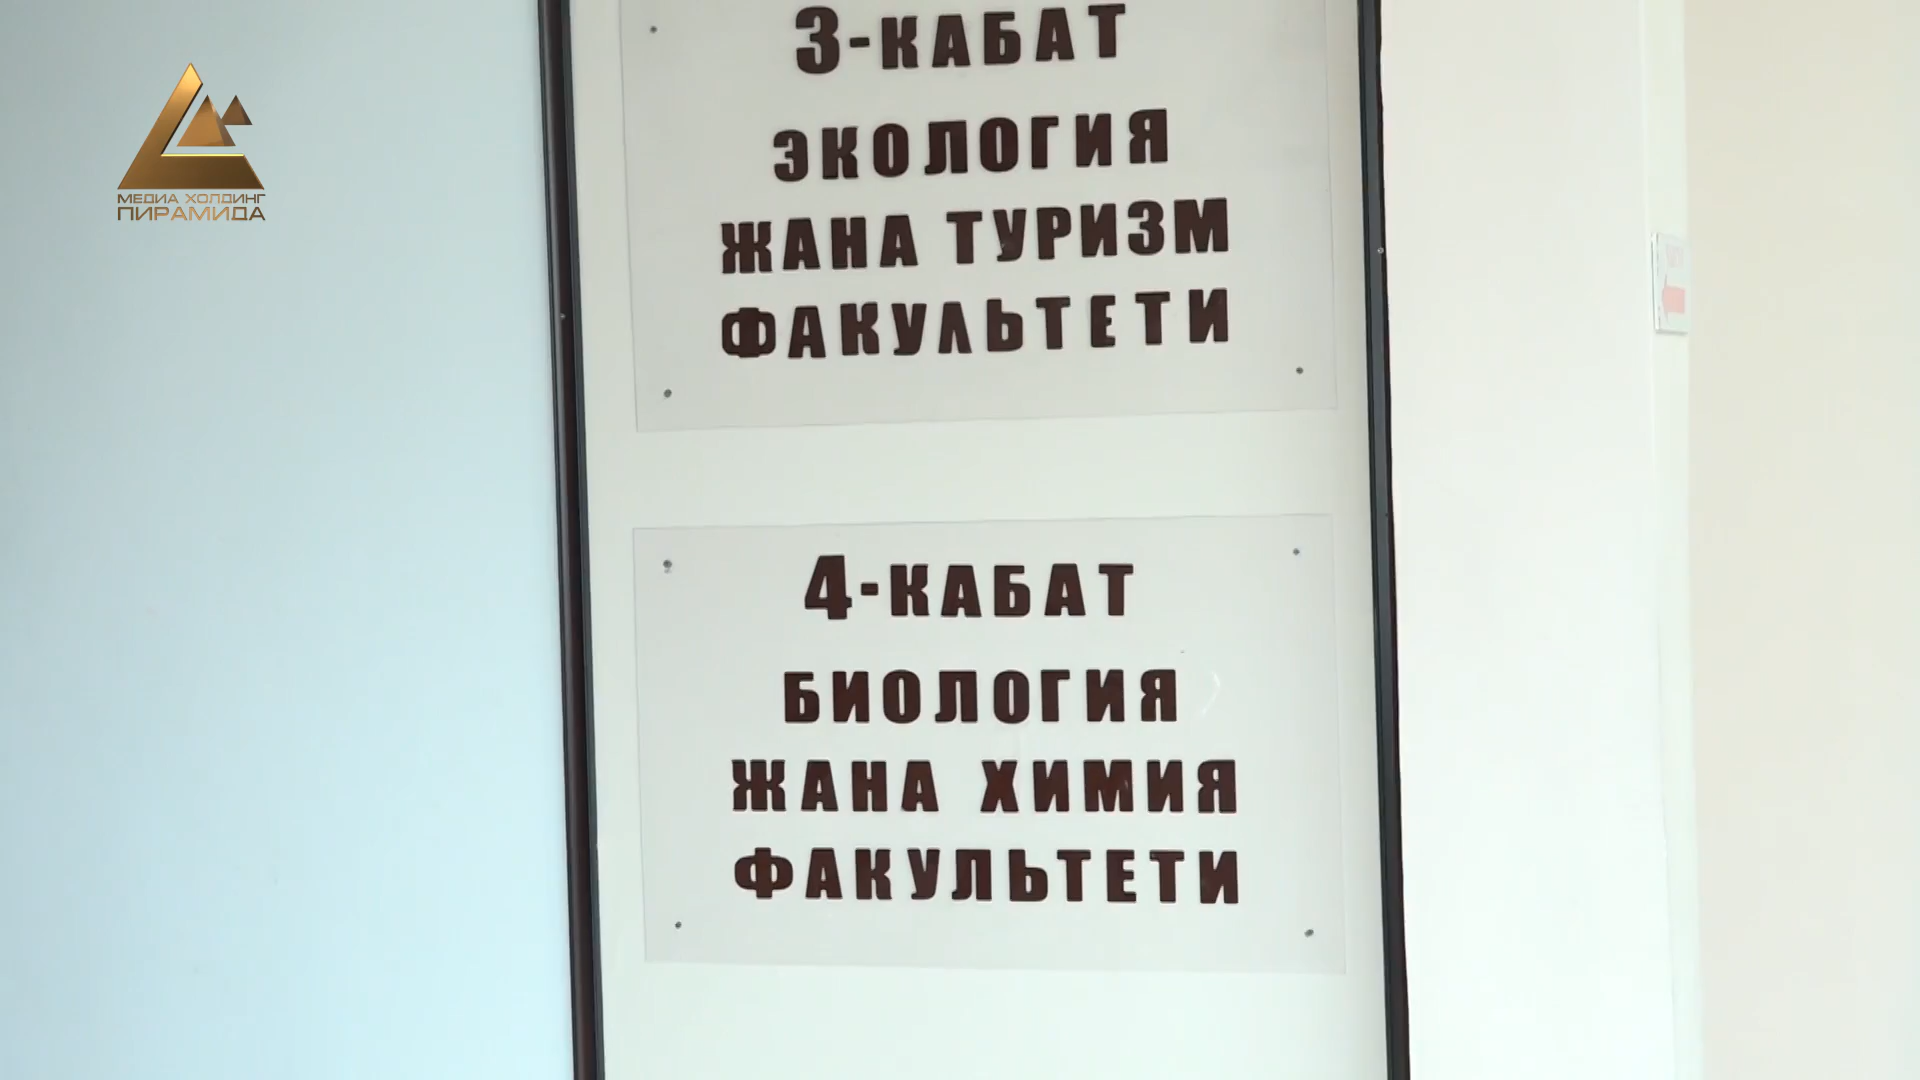 МЕДИА ХОЛДИНГ
ПИРАМИДА
3-КАБАТ
ЭКОЛОГИЯ
ЖАНА ТУРИЗМ
ФАКУЛЬТЕТИ
4-КАБАТ
БИОЛОГИЯ
ЖАНА ХИМИЯ
ФАКУЛЬТЕТИ